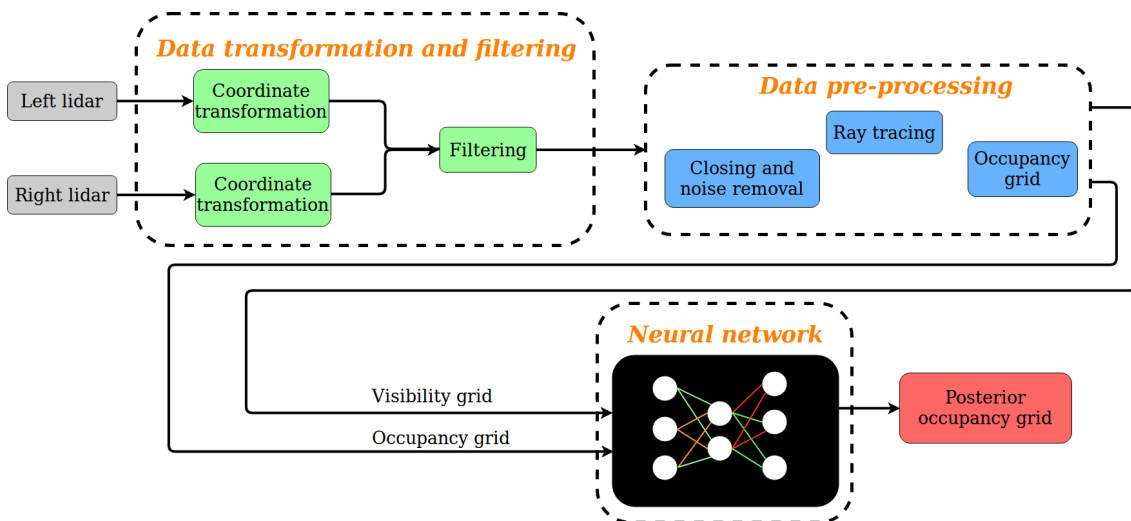 Data transformation and filtering
Left lidar
Coordinate
transformation
Right lidar
Coordinate
transformation
Filtering
Data pre-processing
Closing and
noise removal
Ray tracing
Occupancy
grid
Visibility grid
Occupancy grid
Neural network
Posterior
occupancy grid